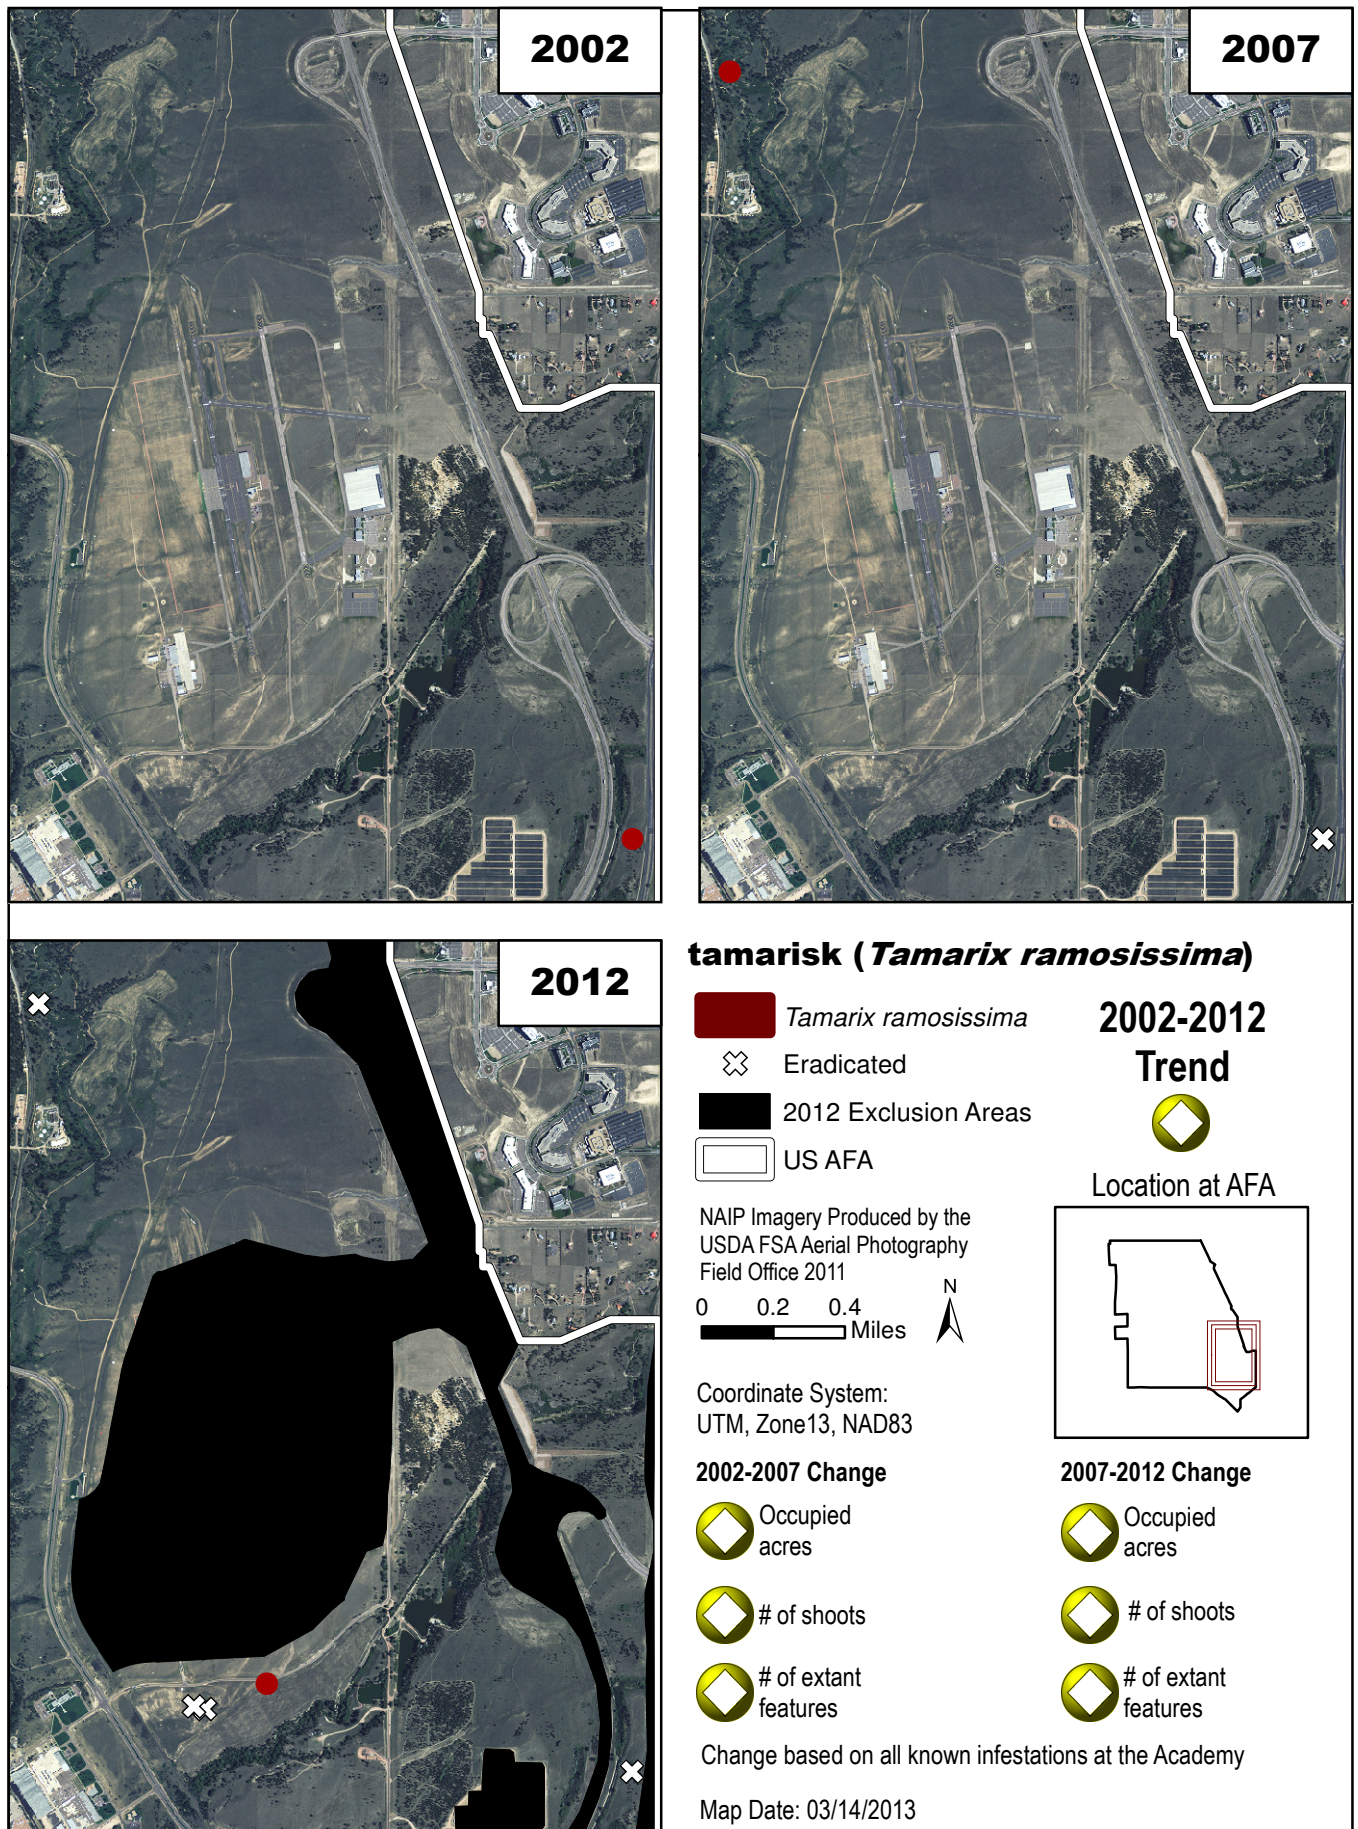 2002
2007
2012
tamarisk (Tamarix ramosissima)
Tamarix ramosissima
Eradicated
2012 Exclusion Areas
US AFA
2002-2012
Trend
Location at AFA
NAIP Imagery Produced by the
USDA FSA Aerial Photography
Field Office 2011
N
0 0.2 0.4
Miles
Coordinate System:
UTM, Zone13, NAD83
2002-2007 Change
Occupied
acres
# of shoots
# of extant
features
2007-2012 Change
Occupied
acres
# of shoots
# of extant
features
Change based on all known infestations at the Academy
Map Date: 03/14/2013